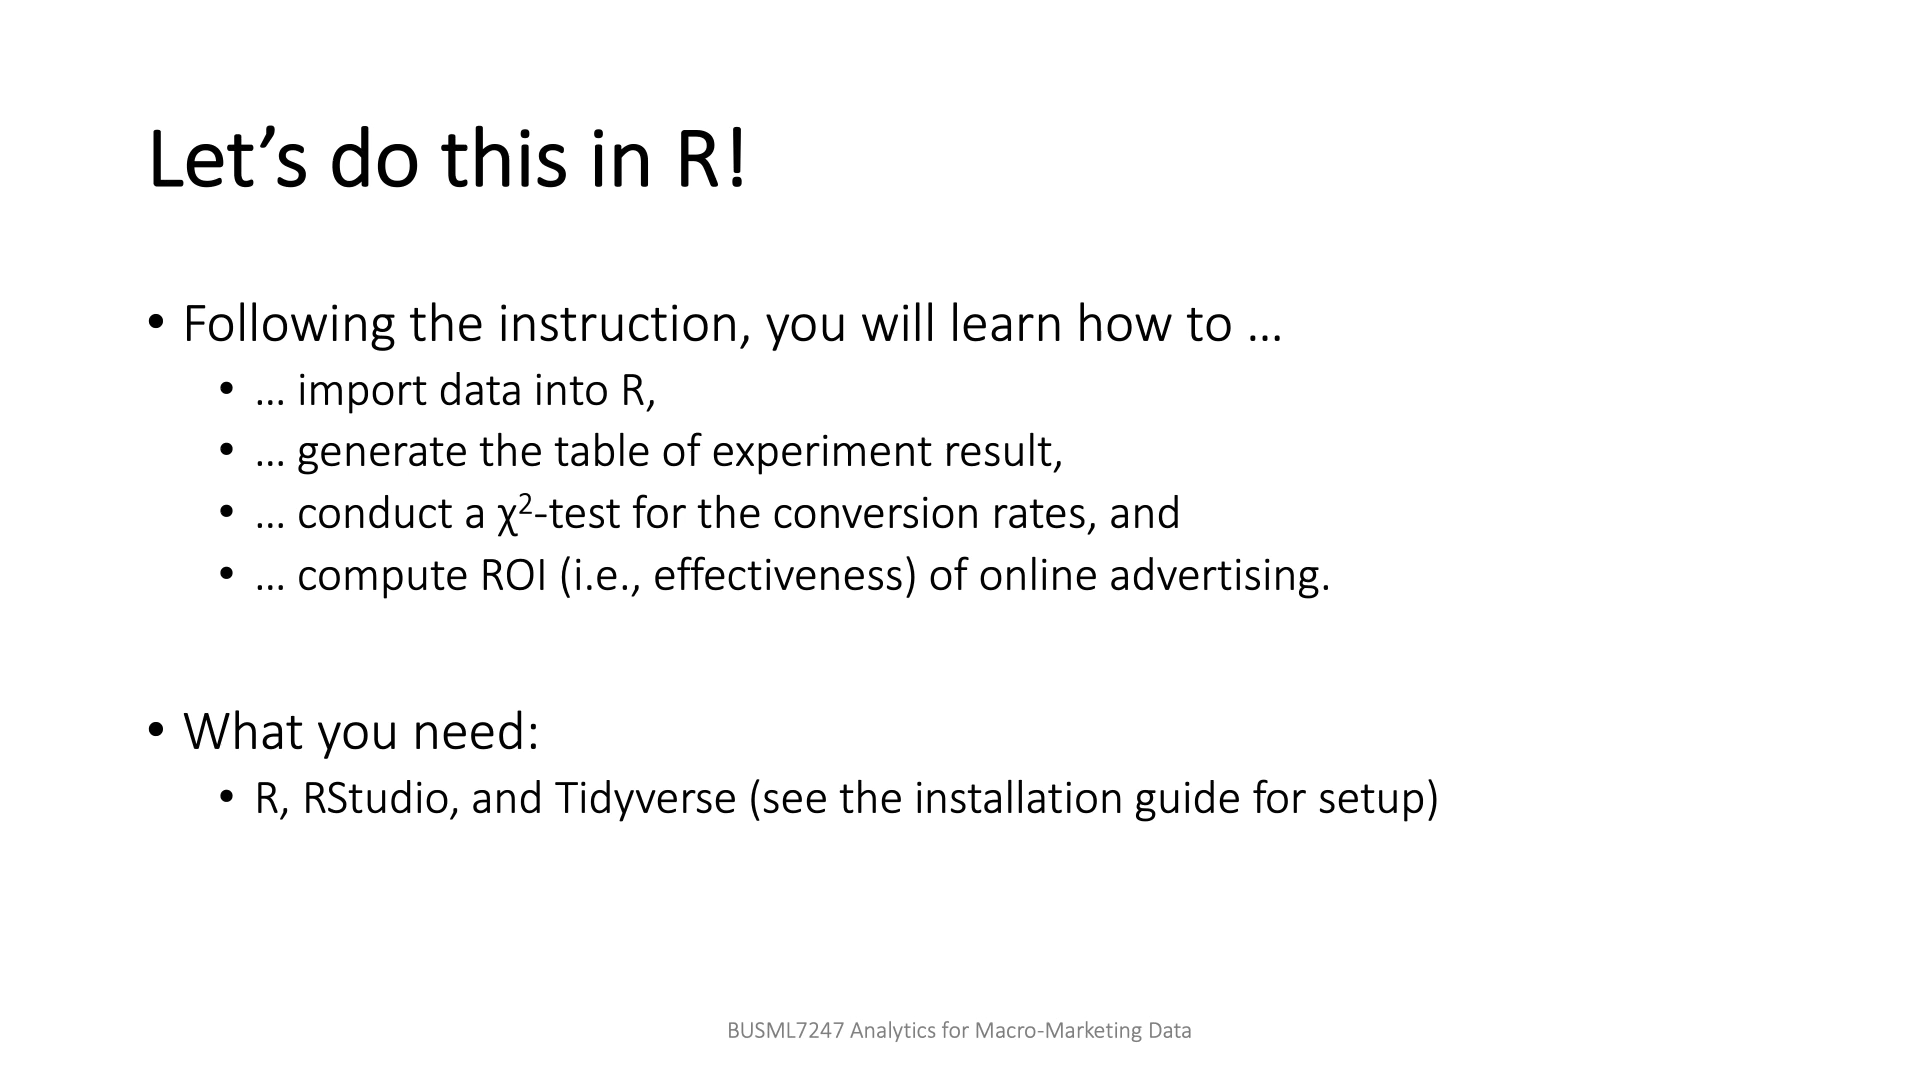 Let’s do this in R!
• Following the instruction, you will learn how to …
• … import data into R,
• … generate the table of experiment result,
• … conduct a χ²-test for the conversion rates, and
• … compute ROI (i.e., effectiveness) of online advertising.
• What you need:
• R, RStudio, and Tidyverse (see the installation guide for setup)
BUSML7247 Analytics for Macro-Marketing Data